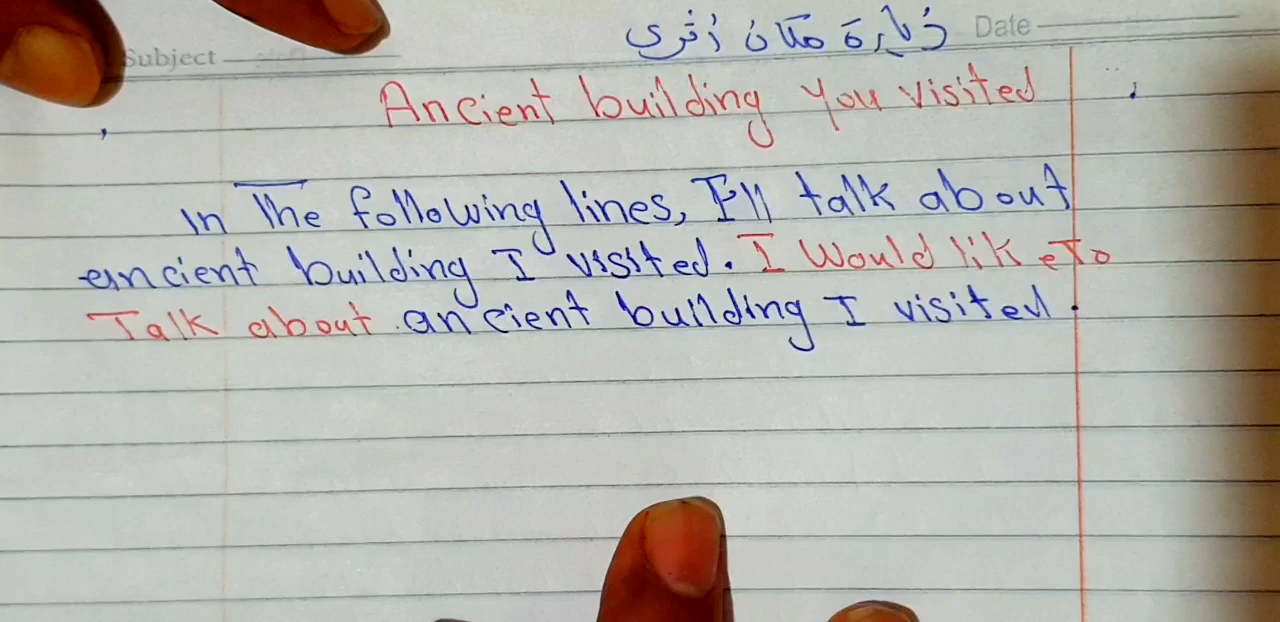 زيارة مكان أثرى Date
Subject
Ancient building you visited
In The following lines, I'll talk about
ancient building I visited. I Would like To
Talk about ancient building I visited.